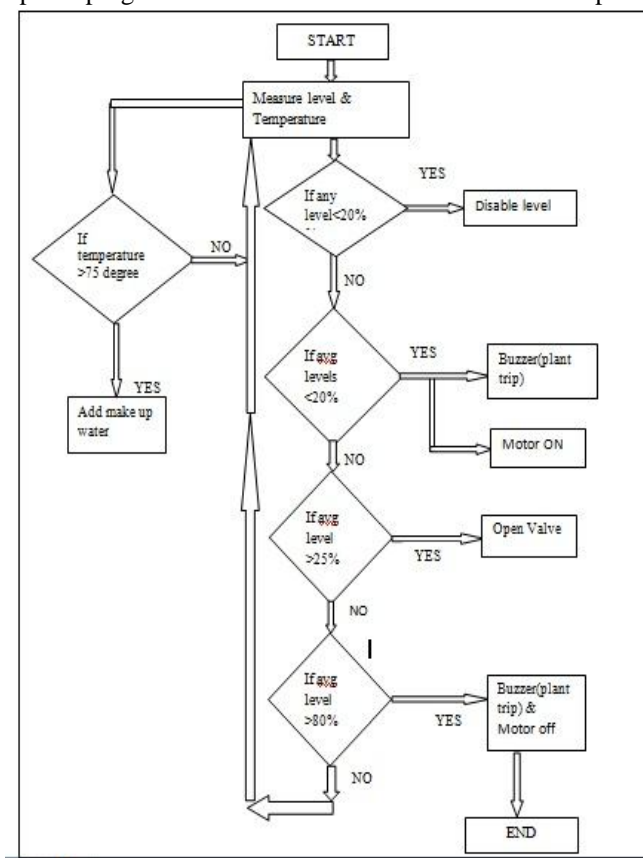 START
Measure level &
Temperature
YES
If any
level<20%
Disable level
If
temperature
>75 degree
NO
NO
If avg
levels
<20%
YES
Buzzer(plant
trip)
YES
Add make up
water
Motor ON
NO
If avg
level
>25%
Open Valve
YES
NO
If avg
level
>80%
Buzzer(plant
trip) &
Motor off
YES
NO
END